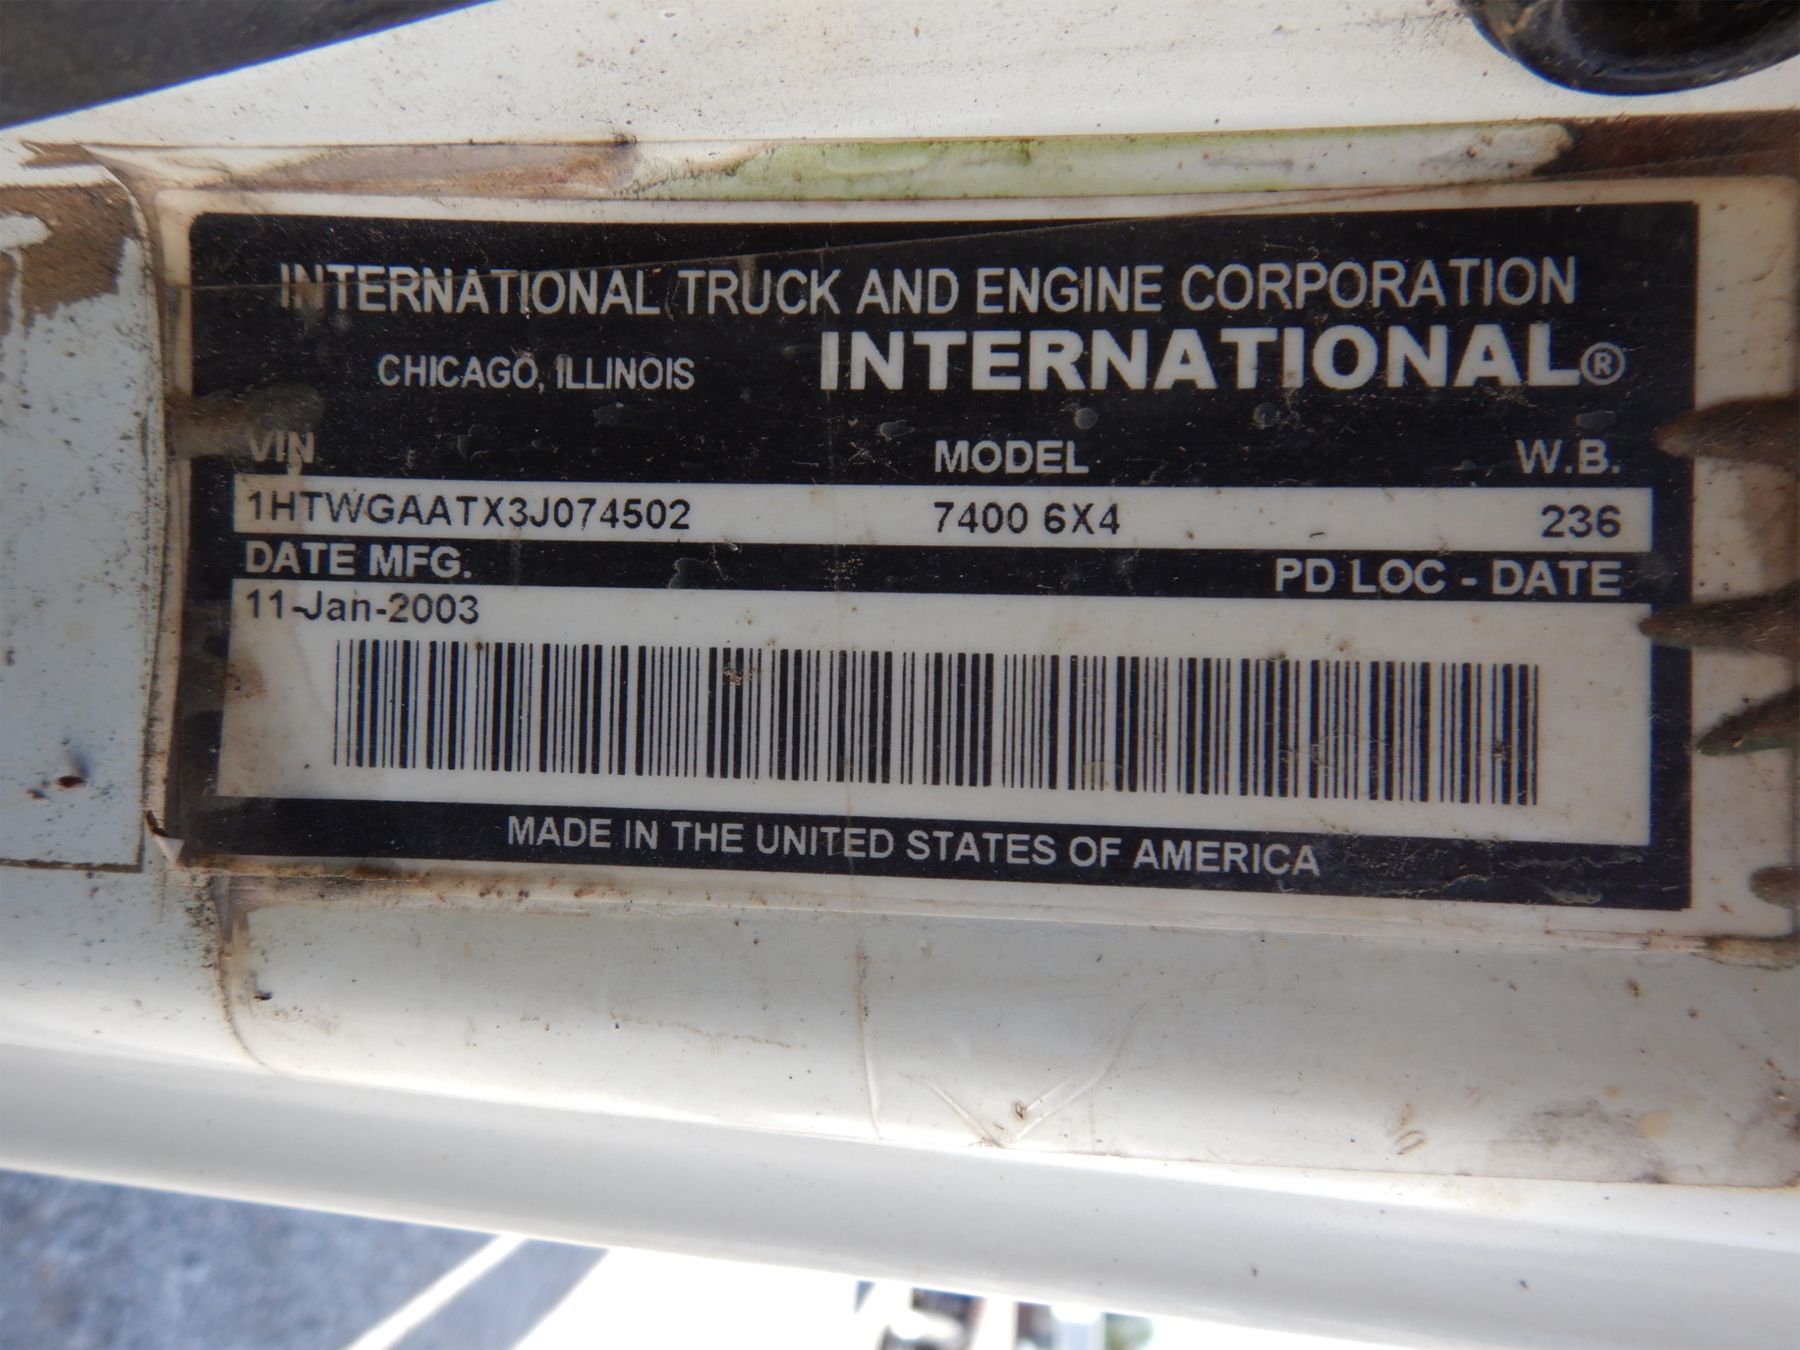 INTERNATIONAL TRUCK AND ENGINE CORPORATION
CHICAGO, ILLINOIS INTERNATIONAL®
VIN MODEL W.B.
1HTWGAATX3J074502 7400 6X4 236
DATE MFG. PD LOC - DATE
11-Jan-2003
MADE IN THE UNITED STATES OF AMERICA